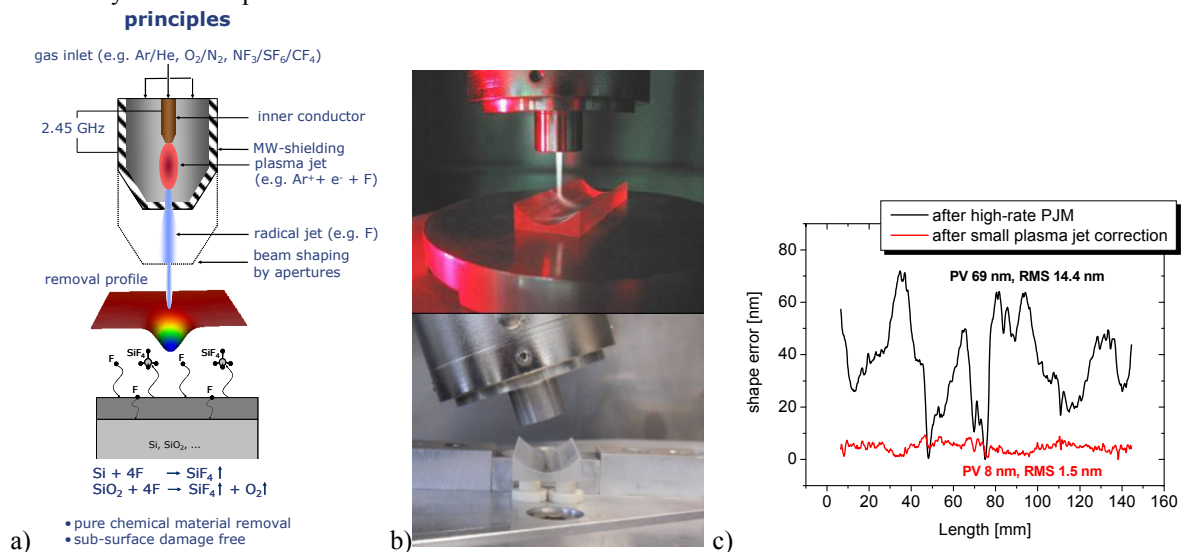 principles
gas inlet (e.g. Ar/He, O₂/N₂, NF₃/SF₆/CF₄)
2.45 GHz
inner conductor
MW-shielding
plasma jet
(e.g. Ar⁺+ e⁻ + F)
radical jet (e.g. F)
beam shaping
by apertures
removal profile
F
SiF₄
F
SiF₄
F
F
Si, SiO₂, ...
Si + 4F → SiF₄↑
SiO₂ + 4F → SiF₄↑ + O₂↑
• pure chemical material removal
• sub-surface damage free
a)
b)
c)
after high-rate PJM
after small plasma jet correction
PV 69 nm, RMS 14.4 nm
PV 8 nm, RMS 1.5 nm
shape error [nm]
80
60
40
20
0
0 20 40 60 80 100 120 140 160
Length [mm]